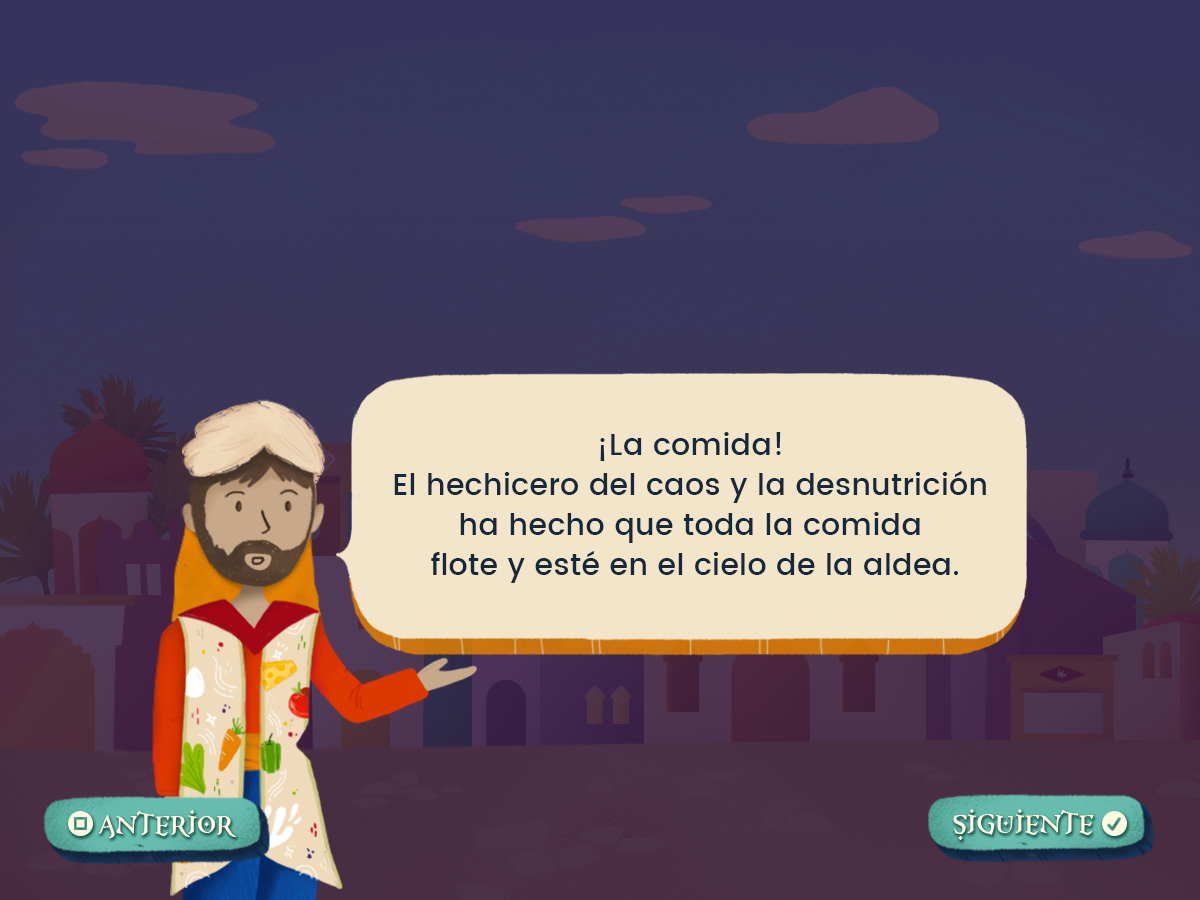 ¡La comida!
El hechicero del caos y la desnutrición
ha hecho que toda la comida
flote y esté en el cielo de la aldea.
ANTERIOR
SIGUIENTE